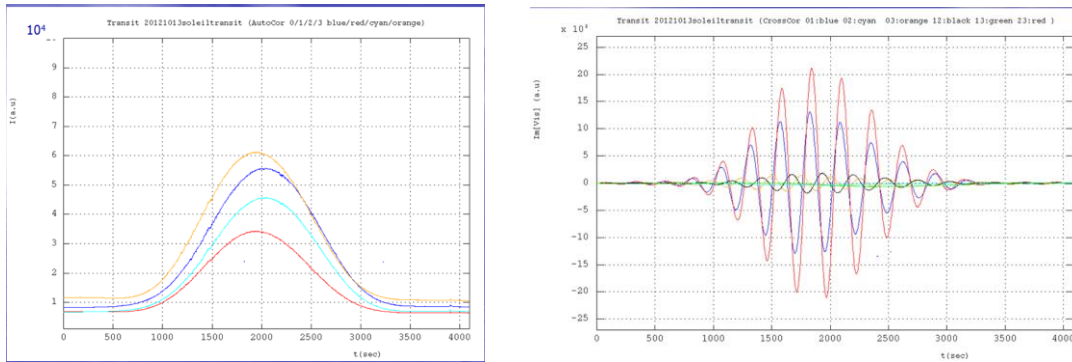 Transit 20121013soleiltransit (AutoCor 0/1/2/3 blue/red/cyan/orange)
10⁴
I(a.u)
9
8
7
6
5
4
3
2
1
0 500 1000 1500 2000 2500 3000 3500 4000
t(sec)
Transit 20121013soleiltransit (CrossCor 01:blue 02:cyan 03:orange 12:black 13:green 23:red )
x 10⁴
Im[Vis] (a.u)
25
20
15
10
5
0
-5
-10
-15
-20
-25
0 500 1000 1500 2000 2500 3000 3500 4000
t(sec)